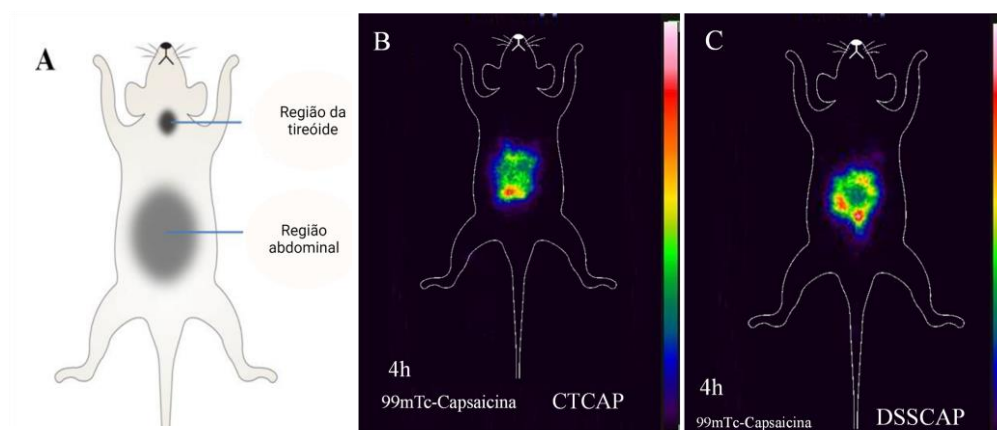 A
Região da
tireóide
Região
abdominal
B
4h
99mTc-Capsaicina CTCAP
C
4h
99mTc-Capsaicina DSSCAP